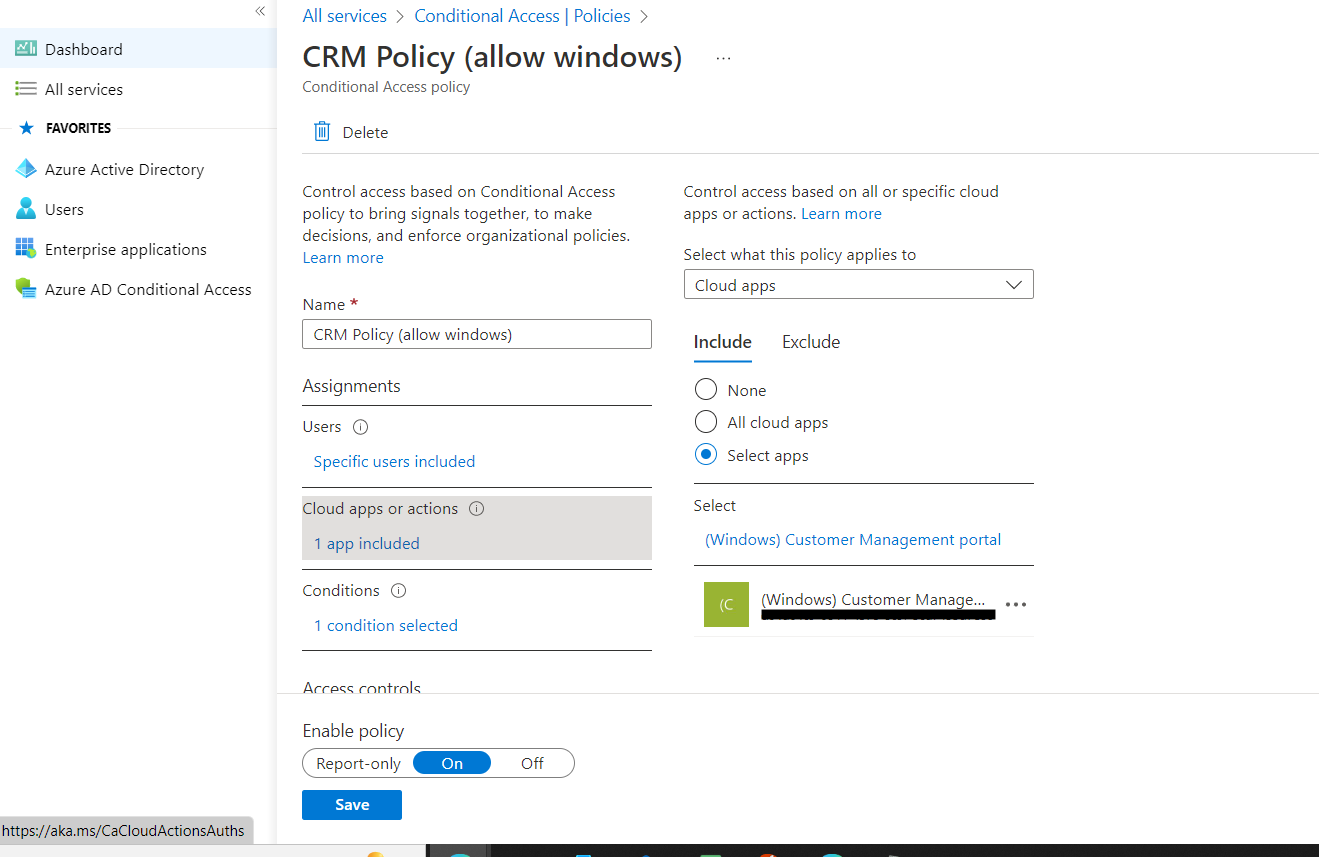 «
Dashboard
All services
FAVORITES
Azure Active Directory
Users
Enterprise applications
Azure AD Conditional Access
All services > Conditional Access | Policies >
CRM Policy (allow windows) ...
Conditional Access policy
Delete
Control access based on Conditional Access
policy to bring signals together, to make
decisions, and enforce organizational policies.
Learn more
Name *
CRM Policy (allow windows)
Assignments
Users
Specific users included
Cloud apps or actions
1 app included
Conditions
1 condition selected
Access controls
Control access based on all or specific cloud
apps or actions. Learn more
Select what this policy applies to
Cloud apps
Include Exclude
None
All cloud apps
Select apps
Select
(Windows) Customer Management portal
(C
(Windows) Customer Manage...
Enable policy
Report-only On Off
Save
https://aka.ms/CaCloudActionsAuths